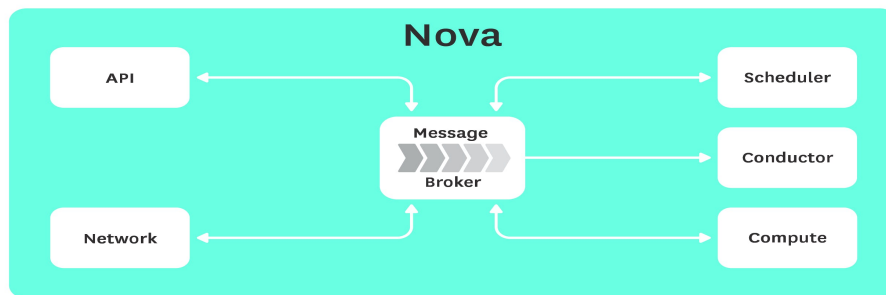 Nova
API
Scheduler
Message
Broker
Conductor
Network
Compute